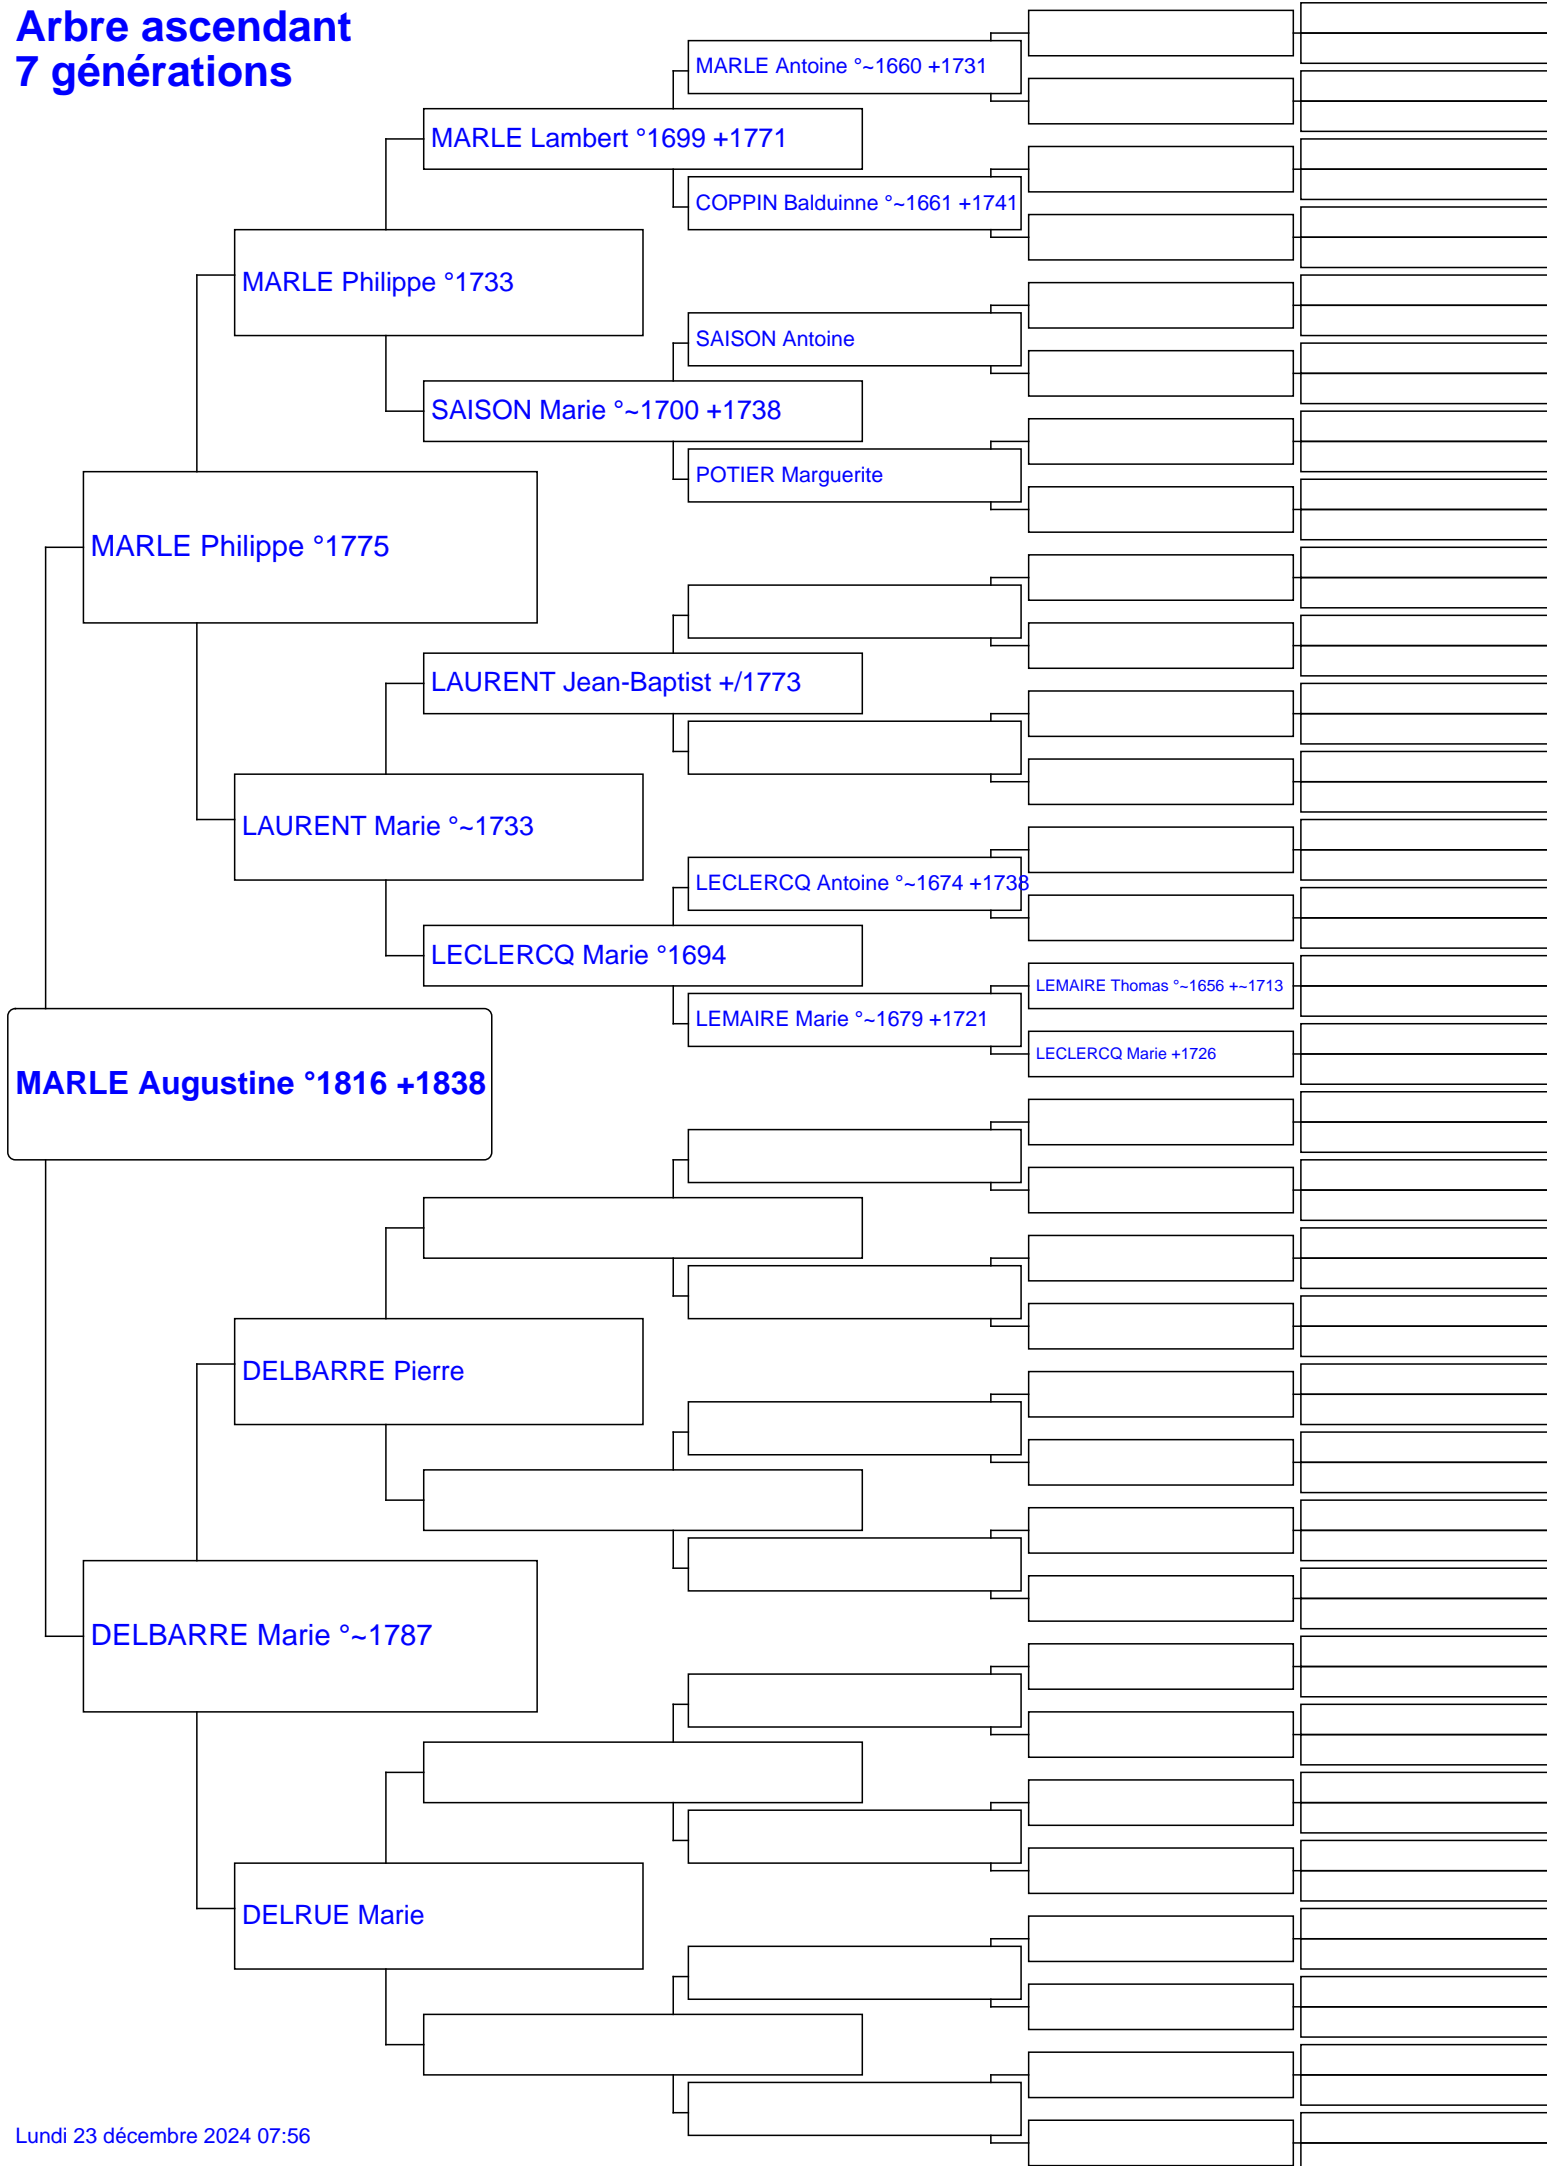 Arbre ascendant
7 générations
MARLE Antoine °~1660 +1731
MARLE Lambert °1699 +1771
COPPIN Balduinne °~1661 +1741
MARLE Philippe °1733
SAISON Antoine
SAISON Marie °~1700 +1738
POTIER Marguerite
MARLE Philippe °1775
LAURENT Jean-Baptist +/1773
LAURENT Marie °~1733
LECLERCQ Antoine °~1674 +1738
LECLERCQ Marie °1694
LEMAIRE Thomas °~1656 +~1713
LEMAIRE Marie °~1679 +1721
LECLERCQ Marie +1726
MARLE Augustine °1816 +1838
DELBARRE Pierre
DELBARRE Marie °~1787
DELRUE Marie
Lundi 23 décembre 2024 07:56